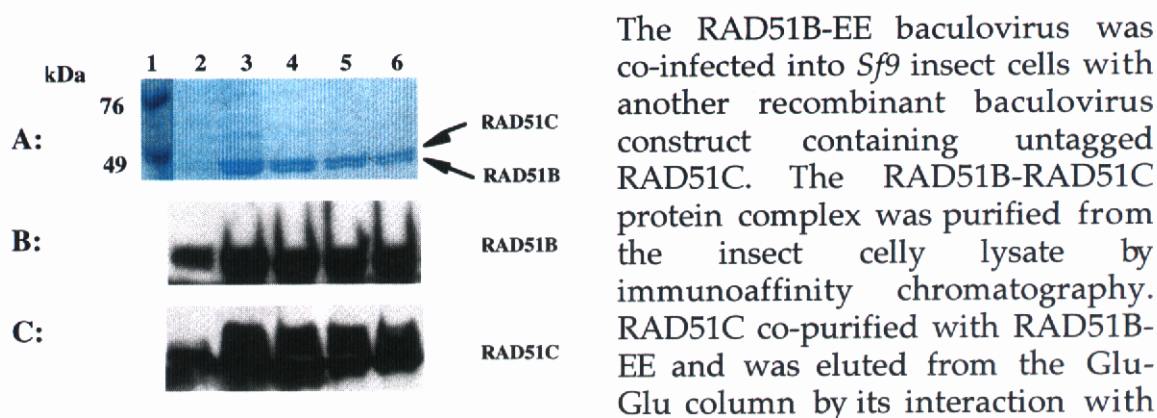 1 2 3 4 5 6
kDa
76
49
A:
RAD51C
RAD51B
B:
RAD51B
C:
RAD51C
The RAD51B-EE baculovirus was
co-infected into Sf9 insect cells with
another recombinant baculovirus
construct containing untagged
RAD51C. The RAD51B-RAD51C
protein complex was purified from
the insect celly lysate by
immunoaffinity chromatography.
RAD51C co-purified with RAD51B-
EE and was eluted from the Glu-
Glu column by its interaction with